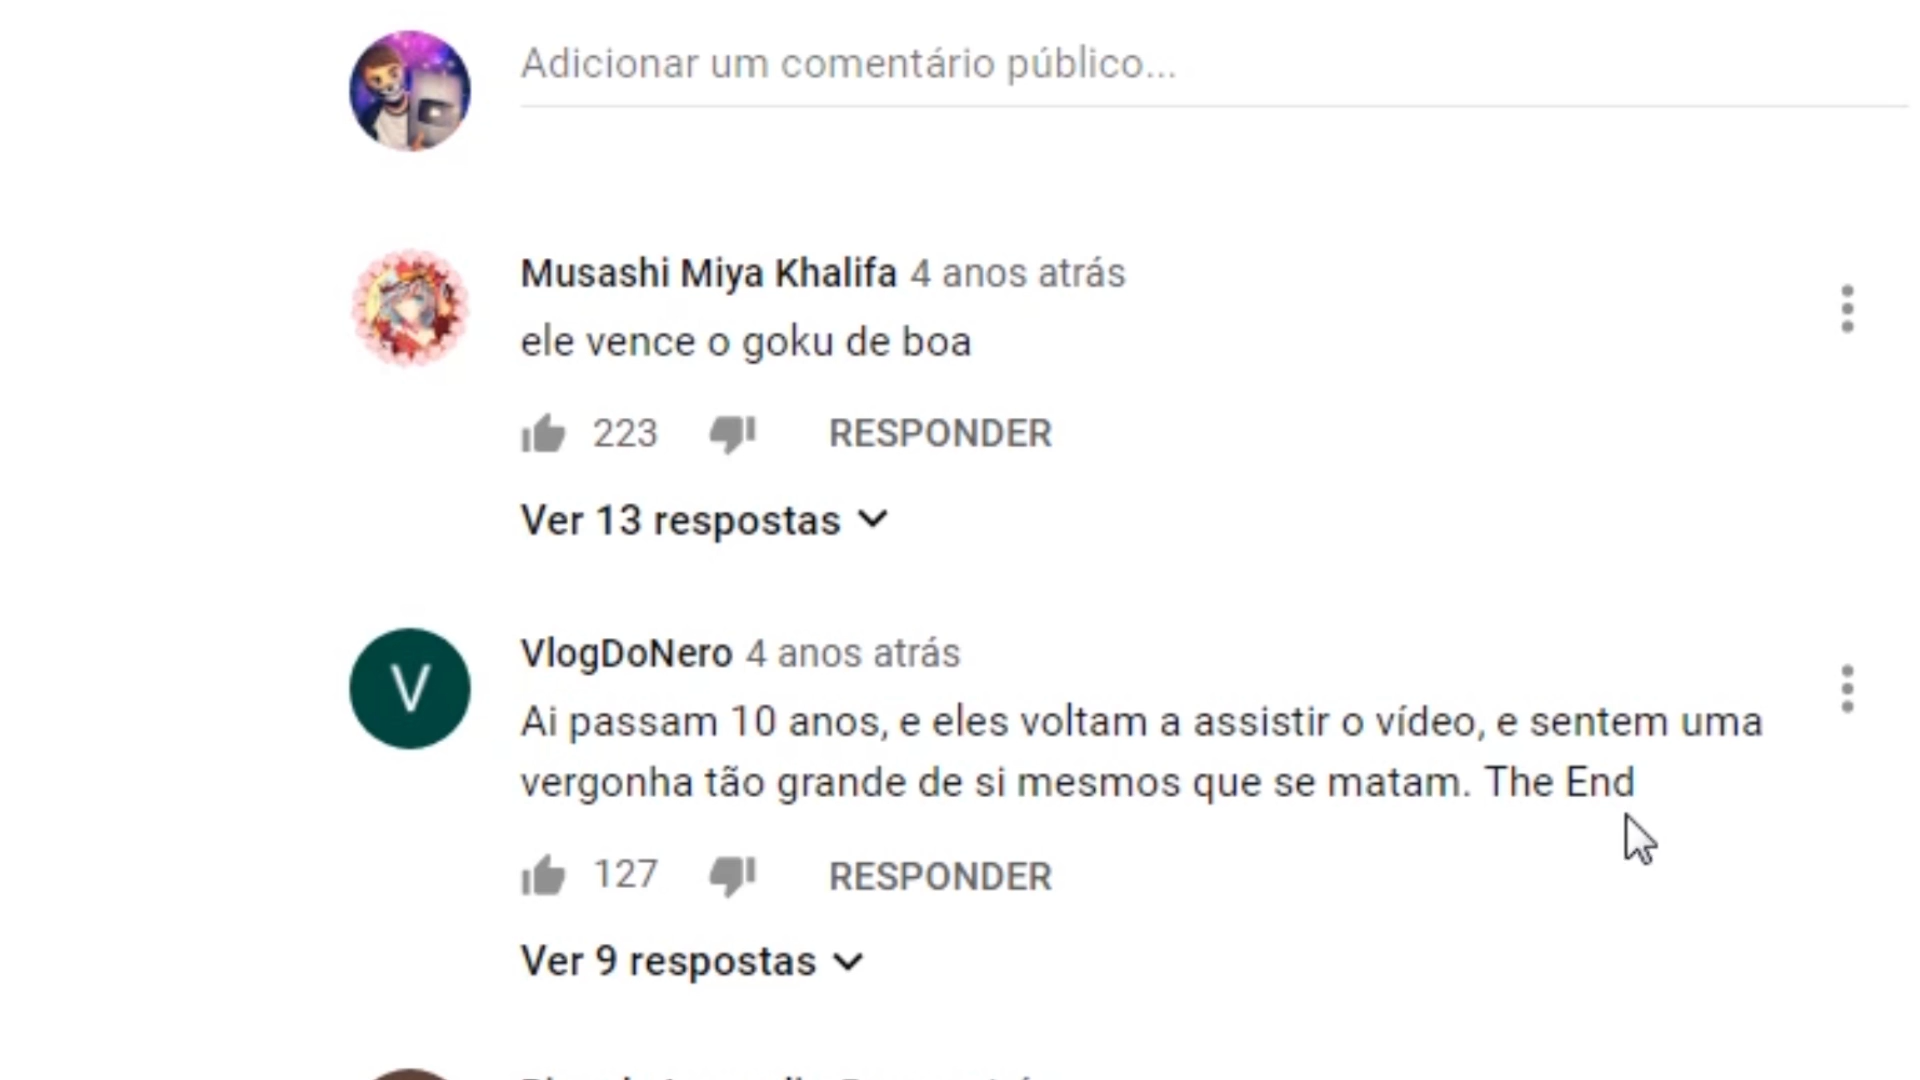 Adicionar um comentário público...
Musashi Miya Khalifa 4 anos atrás
ele vence o goku de boa
223 RESPONDER
Ver 13 respostas
V
VlogDoNero 4 anos atrás
Ai passam 10 anos, e eles voltam a assistir o vídeo, e sentem uma
vergonha tão grande de si mesmos que se matam. The End
127 RESPONDER
Ver 9 respostas